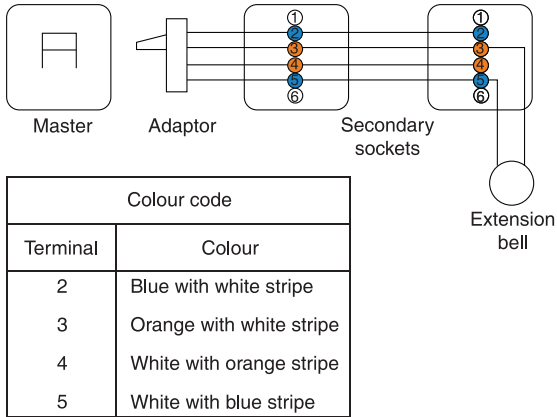 1 1
2 2
3 3
4 4
5 5
6 6
Master Adaptor Secondary
sockets
Extension
bell
Colour code
Terminal Colour
2 Blue with white stripe
3 Orange with white stripe
4 White with orange stripe
5 White with blue stripe